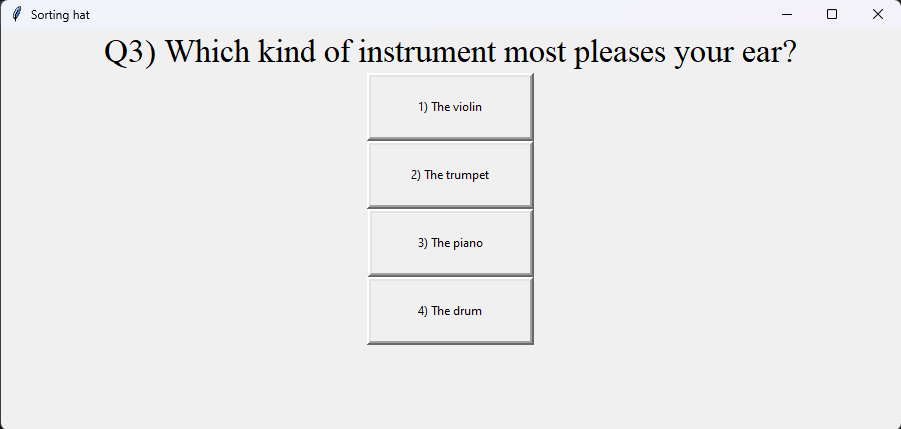 Sorting hat
Q3) Which kind of instrument most pleases your ear?
1) The violin
2) The trumpet
3) The piano
4) The drum